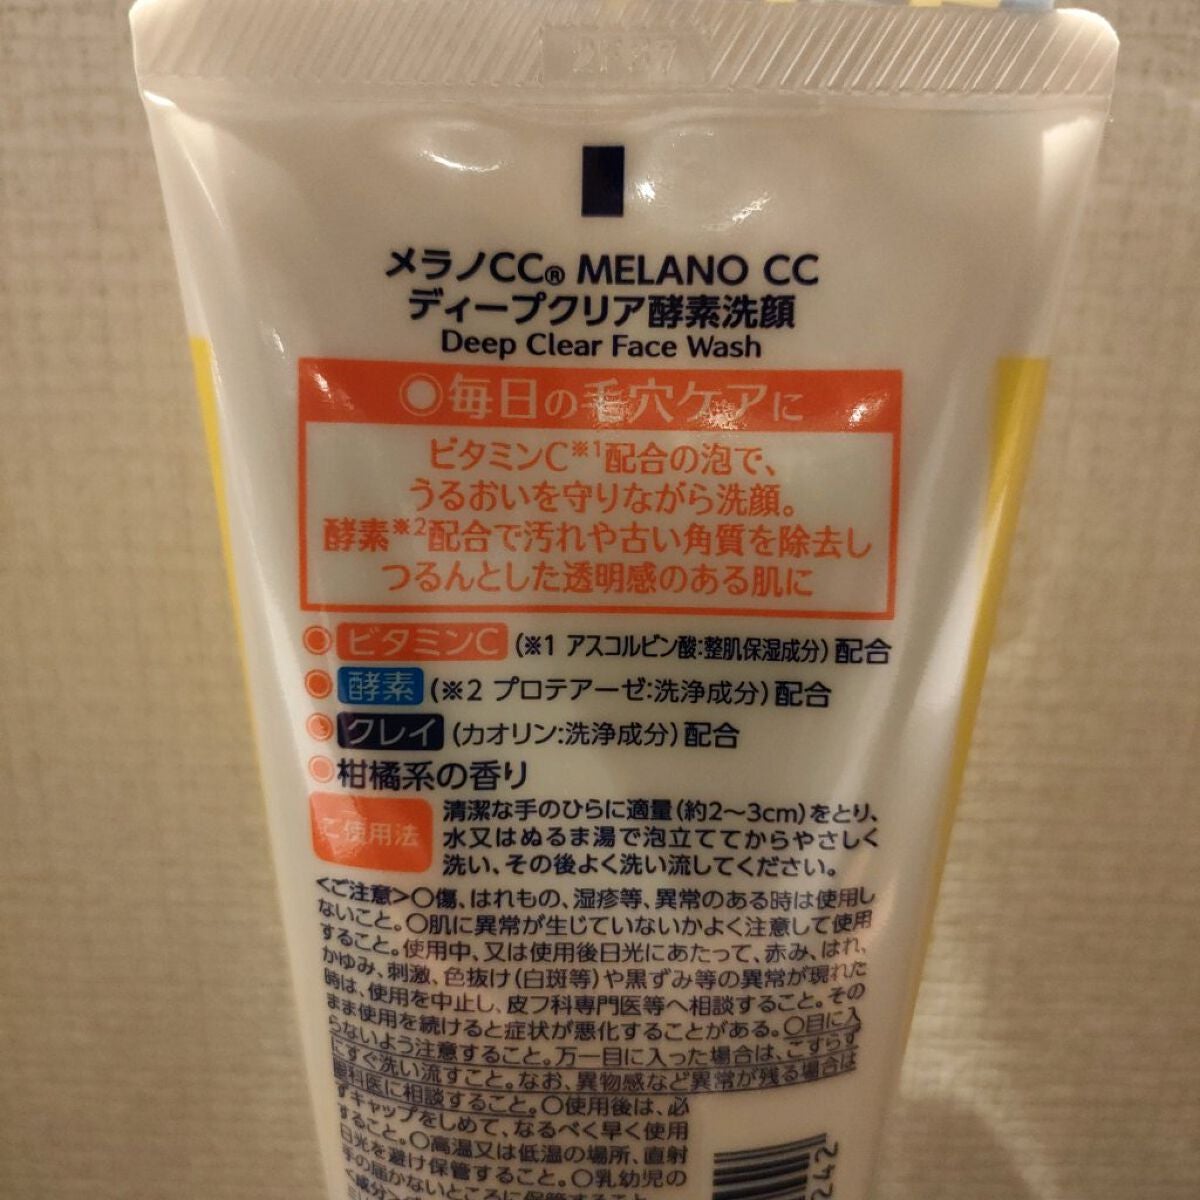 メラノCC® MELANO CC
ディープクリア酵素洗顔
Deep Clear Face Wash
毎日の毛穴ケアに
ビタミンC※1配合の泡で、
うるおいを守りながら洗顔。
酵素※2配合で汚れや古い角質を除去し
つるんとした透明感のある肌に
ビタミンC (※1 アスコルビン酸:整肌保湿成分) 配合
酵素 (※2 プロテアーゼ:洗浄成分) 配合
クレイ (カオリン:洗浄成分) 配合
柑橘系の香り
ご使用法
清潔な手のひらに適量(約2～3cm)をとり、
水又はぬるま湯で泡立ててからやさしく
洗い、その後よく洗い流してください。
<ご注意>○傷、はれもの、湿疹等、異常のある時は使用し
ないこと。○肌に異常が生じていないかよく注意して使用
すること。使用中、又は使用後日光にあたって、赤み、はれ、
かゆみ、刺激、色抜け(白斑等)や黒ずみ等の異常が現れた
時は、使用を中止し、皮フ科専門医等へ相談すること。その
まま使用を続けると症状が悪化することがある。○目に入
らないよう注意すること。万一目に入った場合は、こすらず
にすぐ洗い流すこと。なお、異物感など異常が残る場合は
眼科医に相談すること。○使用後は、必
ずキャップをしめて、なるべく早く使用
すること。○高温又は低温の場所、直射
日光を避け保管すること。○乳幼児の
手の届かないところに保管すること。
<成分>